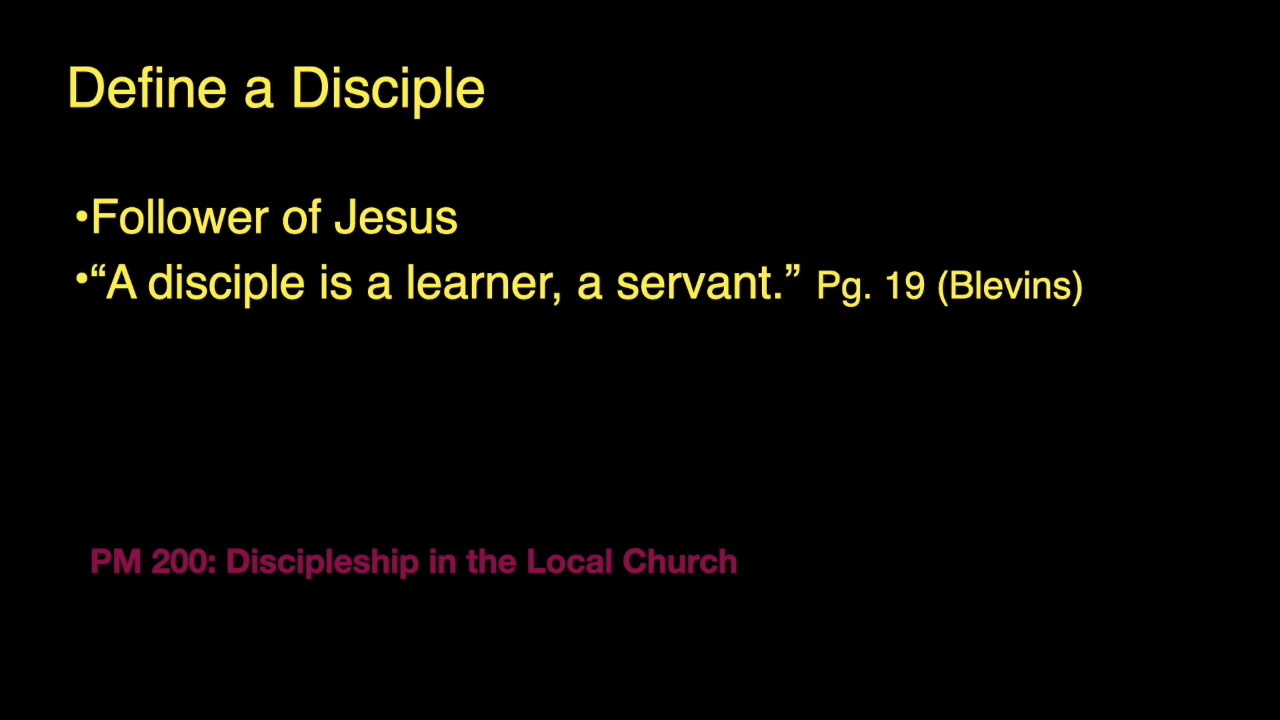 Define a Disciple
•Follower of Jesus
•“A disciple is a learner, a servant.” Pg. 19 (Blevins)
PM 200: Discipleship in the Local Church